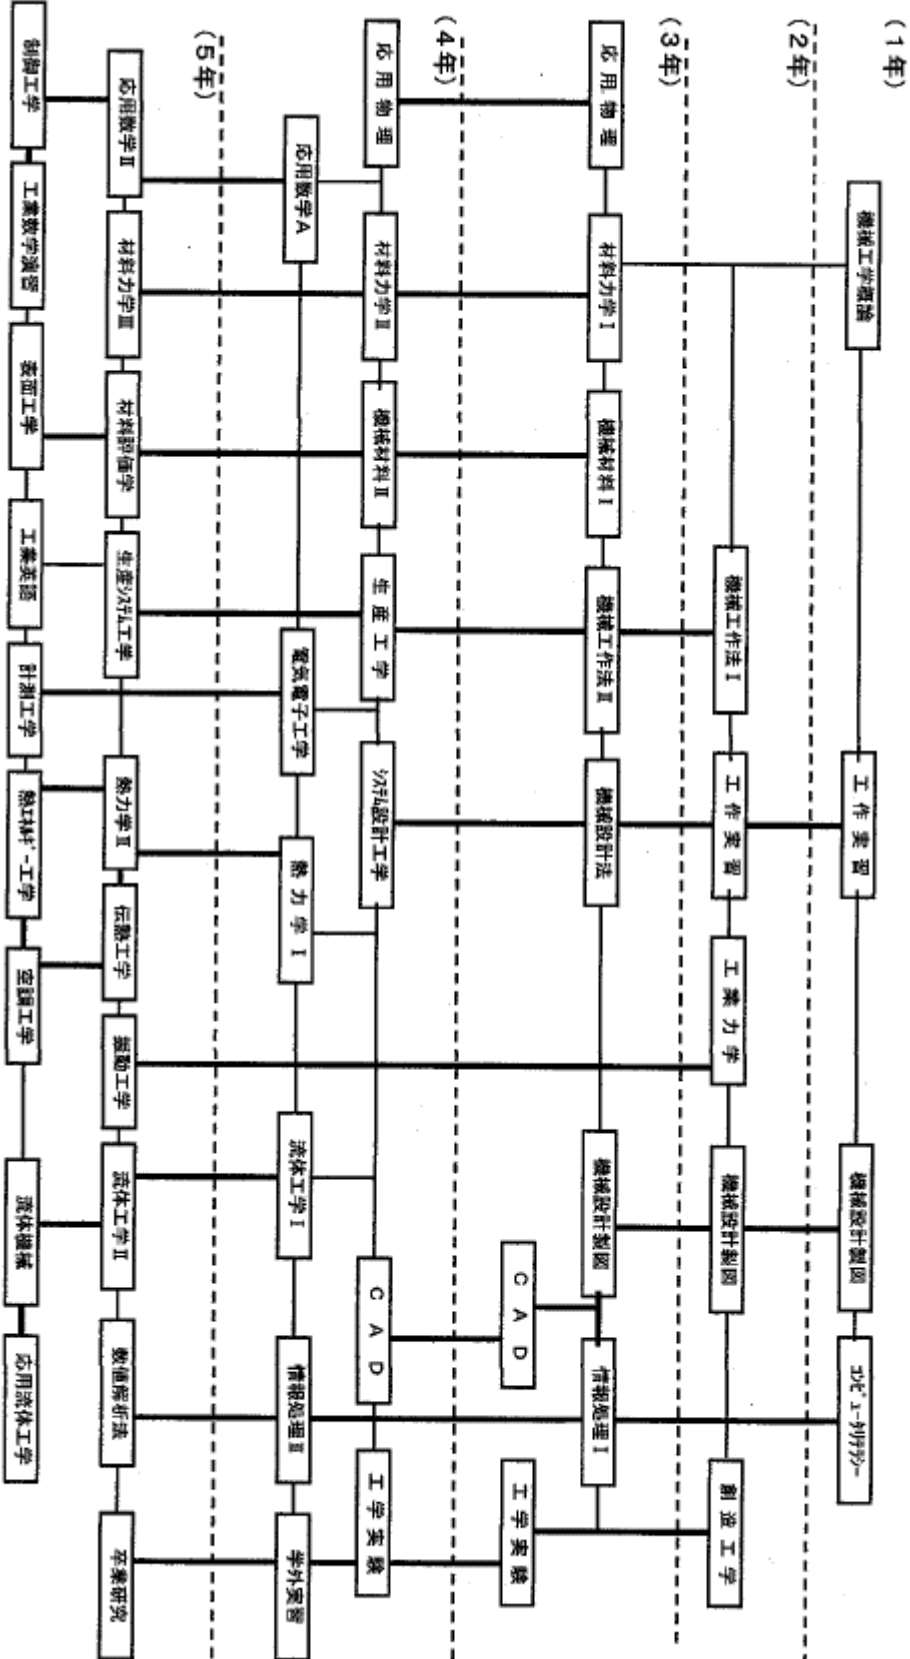 (1年)
機械工学概論
工作実習
機械設計製図
コンピュータリテラシー
(2年)
機械工作法Ⅰ
工作実習
工業力学
機械設計製図
創造工学
(3年)
応用物理
材料力学Ⅰ
機械材料Ⅰ
機械工作法Ⅱ
機械設計法
機械設計製図
情報処理Ⅰ
CAD
工学実験
(4年)
応用物理
材料力学Ⅱ
機械材料Ⅱ
生産工学
システム設計工学
CAD
工学実験
応用数学A
電気電子工学
熱力学Ⅰ
流体工学Ⅰ
情報処理Ⅱ
学外実習
(5年)
応用数学Ⅱ
材料力学Ⅲ
材料評価学
生産システム工学
熱力学Ⅱ
伝熱工学
振動工学
流体工学Ⅱ
数値解析法
卒業研究
制御工学
工業数学演習
表面工学
工業英語
計測工学
熱エネルギー工学
空調工学
流体機械
応用流体工学